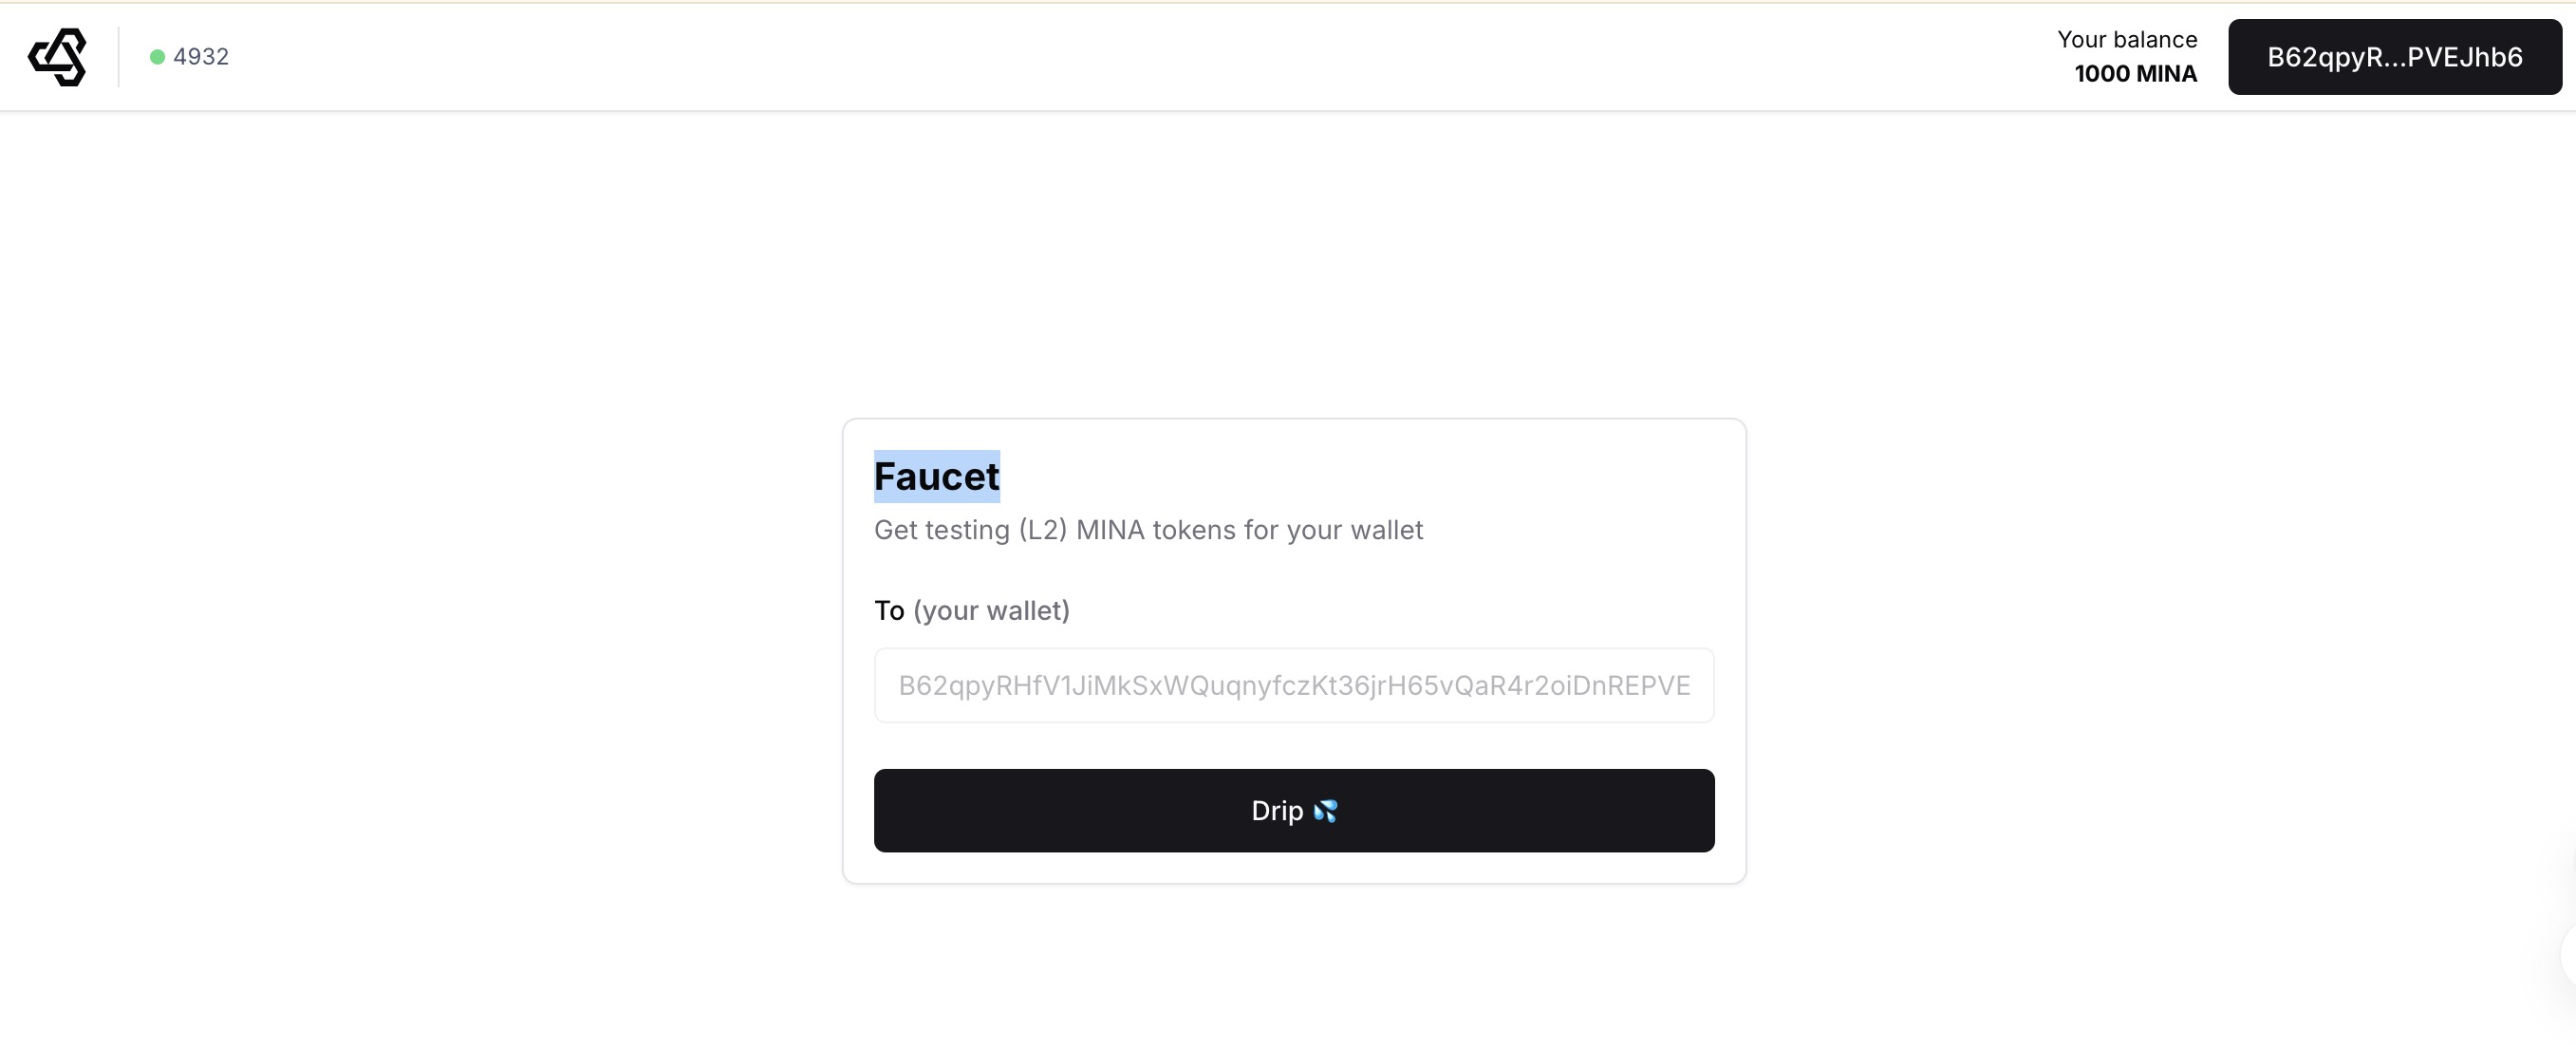 4932
Your balance
1000 MINA
B62qpyR...PVEJhb6
Faucet
Get testing (L2) MINA tokens for your wallet
To (your wallet)
B62qpyRHfV1JiMkSxWQuqnyfczKt36jrH65vQaR4r2oiDnREPVE
Drip 💦